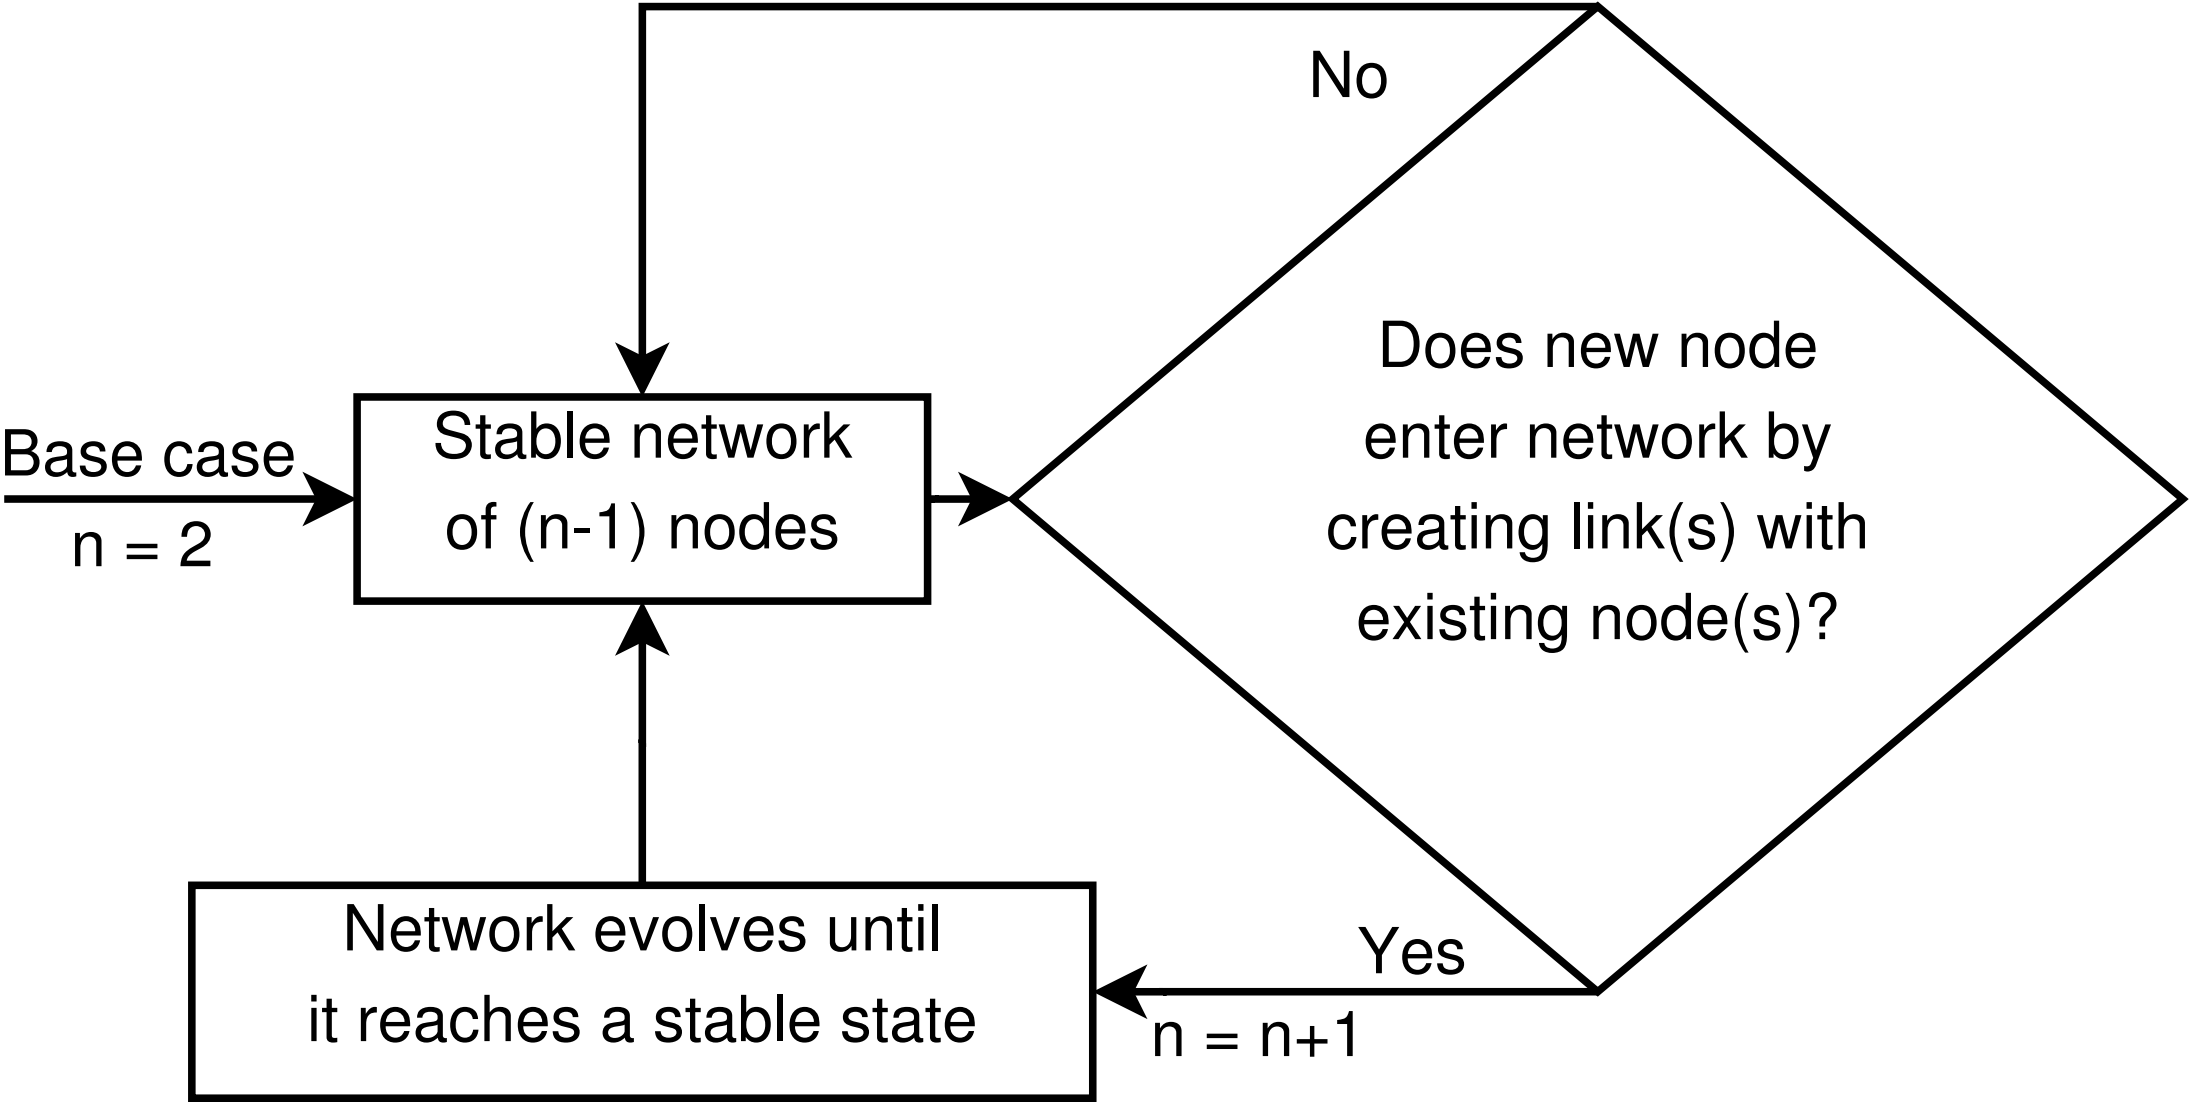 No
Base case
n = 2
Stable network
of (n-1) nodes
Does new node
enter network by
creating link(s) with
existing node(s)?
Yes
n = n+1
Network evolves until
it reaches a stable state